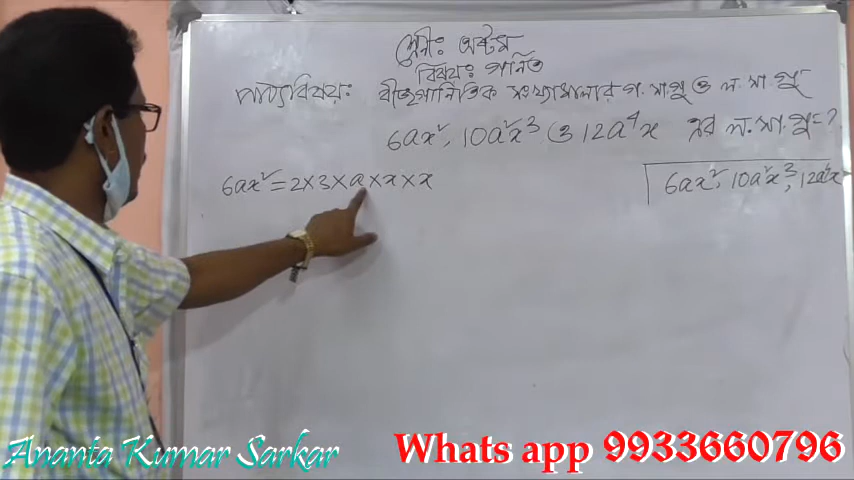 শ্রেণীঃ অষ্টম
বিষয়ঃ গনিত
পাঠ্যবিষয়ঃ বীজগানিতিক সংখ্যামালার গ.সা.গু ও ল.সা.গু
6ax², 10a²x³ ও 12a⁴x এর ল.সা.গু=?
6ax²=2×3×a×x×x
6ax², 10a²x³, 12a⁴x
Ananta Kumar Sarkar
Whats app 9933660796